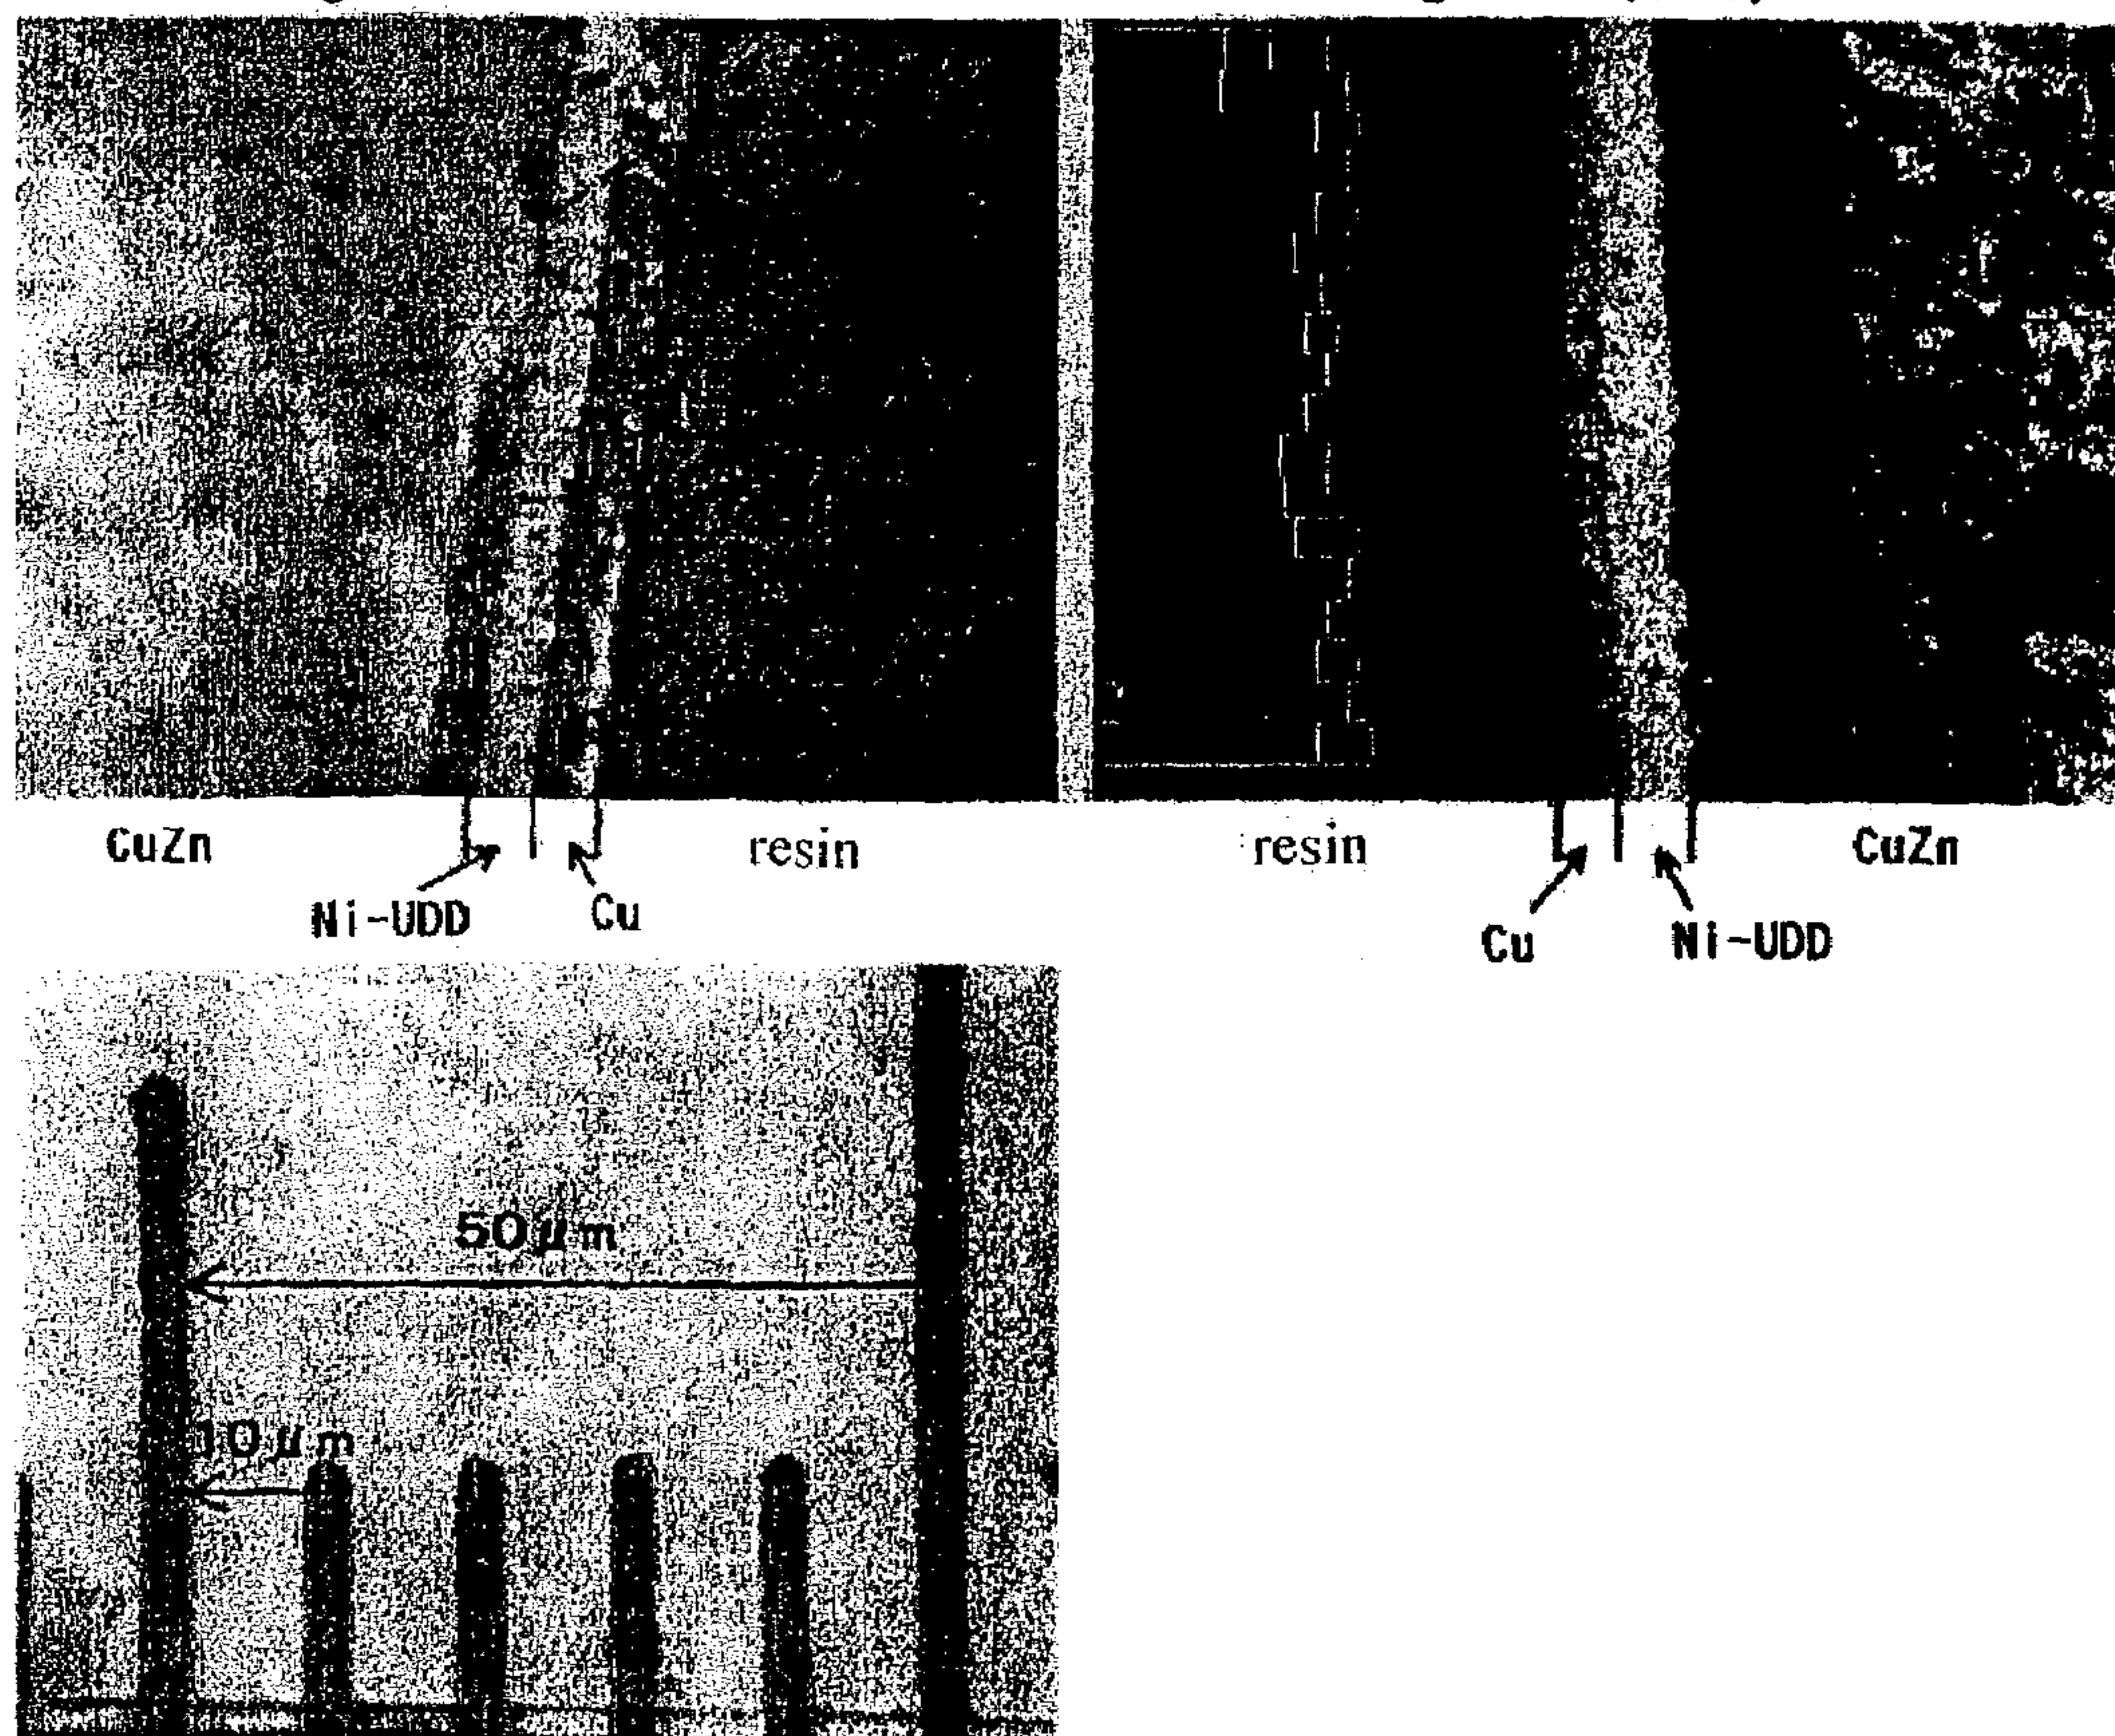 CuZn
resin
resin
CuZn
Ni-UDD
Cu
Cu
Ni-UDD
50μm
10μm